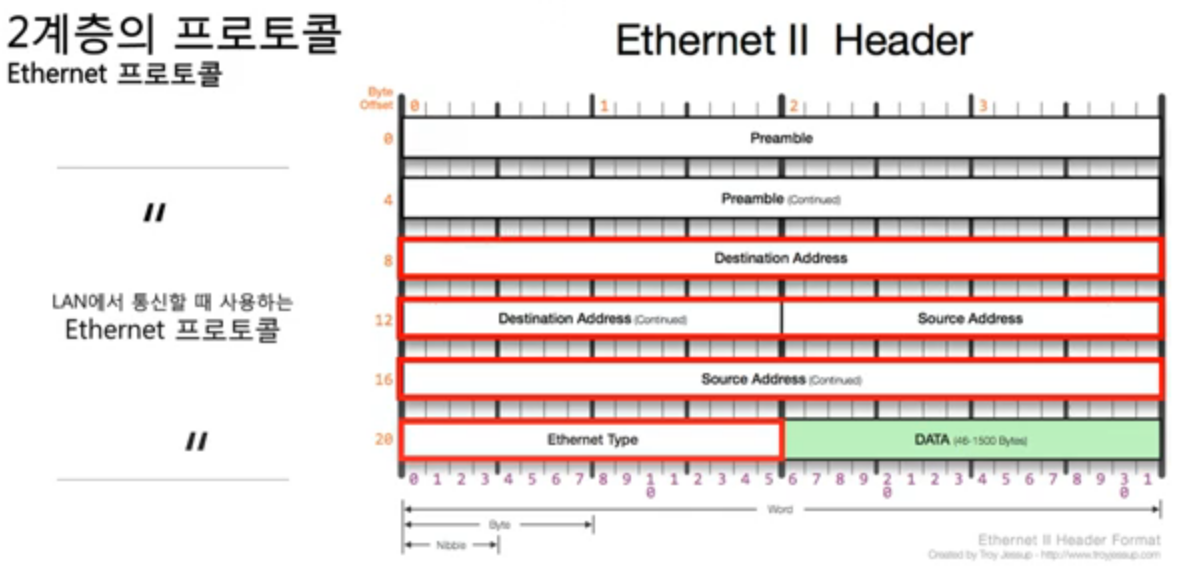 2계층의 프로토콜
Ethernet 프로토콜
"
LAN에서 통신할 때 사용하는
Ethernet 프로토콜
"
Ethernet II Header
Byte
Offset
0 1 2 3
0 Preamble
4 Preamble (Continued)
8 Destination Address
12 Destination Address (Continued) Source Address
16 Source Address (Continued)
20 Ethernet Type DATA (46-1500 Bytes)
0 1 2 3 4 5 6 7 8 9 10 1 2 3 4 5 6 7 8 9 20 1 2 3 4 5 6 7 8 9 30 1
Word
Byte
Nibble
Ethernet II Header Format
Created by Troy Jessup - http://www.troyjessup.com